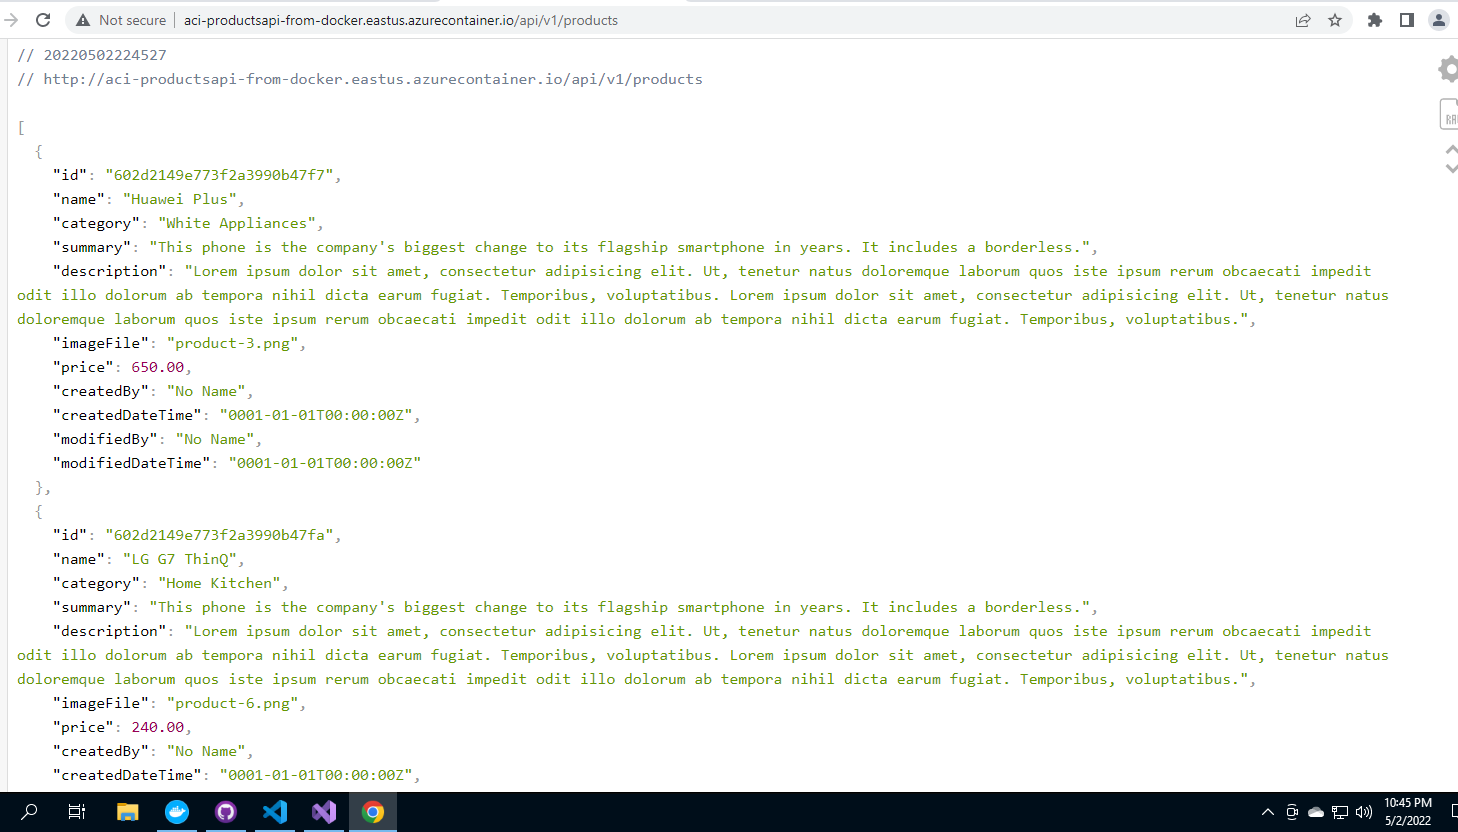 Not secure | aci-productsapi-from-docker.eastus.azurecontainer.io/api/v1/products
// 20220502224527
// http://aci-productsapi-from-docker.eastus.azurecontainer.io/api/v1/products
[
{
"id": "602d2149e773f2a3990b47f7",
"name": "Huawei Plus",
"category": "White Appliances",
"summary": "This phone is the company's biggest change to its flagship smartphone in years. It includes a borderless.",
"description": "Lorem ipsum dolor sit amet, consectetur adipisicing elit. Ut, tenetur natus doloremque laborum quos iste ipsum rerum obcaecati impedit
odit illo dolorum ab tempora nihil dicta earum fugiat. Temporibus, voluptatibus. Lorem ipsum dolor sit amet, consectetur adipisicing elit. Ut, tenetur natus
doloremque laborum quos iste ipsum rerum obcaecati impedit odit illo dolorum ab tempora nihil dicta earum fugiat. Temporibus, voluptatibus.",
"imageFile": "product-3.png",
"price": 650.00,
"createdBy": "No Name",
"createdDateTime": "0001-01-01T00:00:00Z",
"modifiedBy": "No Name",
"modifiedDateTime": "0001-01-01T00:00:00Z"
},
{
"id": "602d2149e773f2a3990b47fa",
"name": "LG G7 ThinQ",
"category": "Home Kitchen",
"summary": "This phone is the company's biggest change to its flagship smartphone in years. It includes a borderless.",
"description": "Lorem ipsum dolor sit amet, consectetur adipisicing elit. Ut, tenetur natus doloremque laborum quos iste ipsum rerum obcaecati impedit
odit illo dolorum ab tempora nihil dicta earum fugiat. Temporibus, voluptatibus. Lorem ipsum dolor sit amet, consectetur adipisicing elit. Ut, tenetur natus
doloremque laborum quos iste ipsum rerum obcaecati impedit odit illo dolorum ab tempora nihil dicta earum fugiat. Temporibus, voluptatibus.",
"imageFile": "product-6.png",
"price": 240.00,
"createdBy": "No Name",
"createdDateTime": "0001-01-01T00:00:00Z",
10:45 PM
5/2/2022